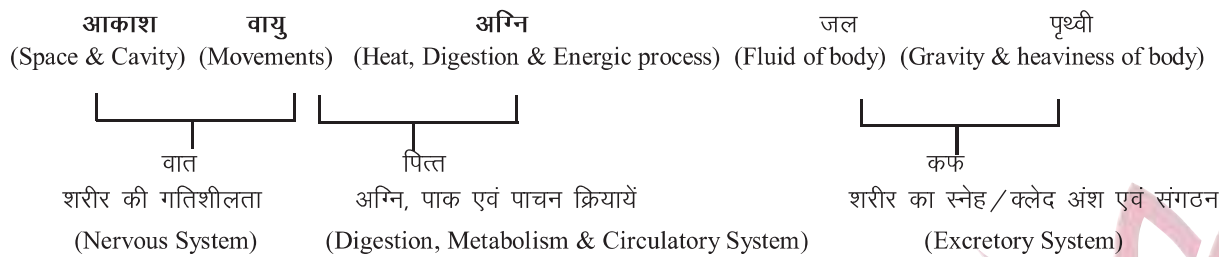 आकाश वायु अग्नि जल पृथ्वी
(Space & Cavity) (Movements) (Heat, Digestion & Energic process) (Fluid of body) (Gravity & heaviness of body)
वात पित्त कफ
शरीर की गतिशीलता अग्नि, पाक एवं पाचन क्रियायें शरीर का स्नेह/क्लेद अंश एवं संगठन
(Nervous System) (Digestion, Metabolism & Circulatory System) (Excretory System)